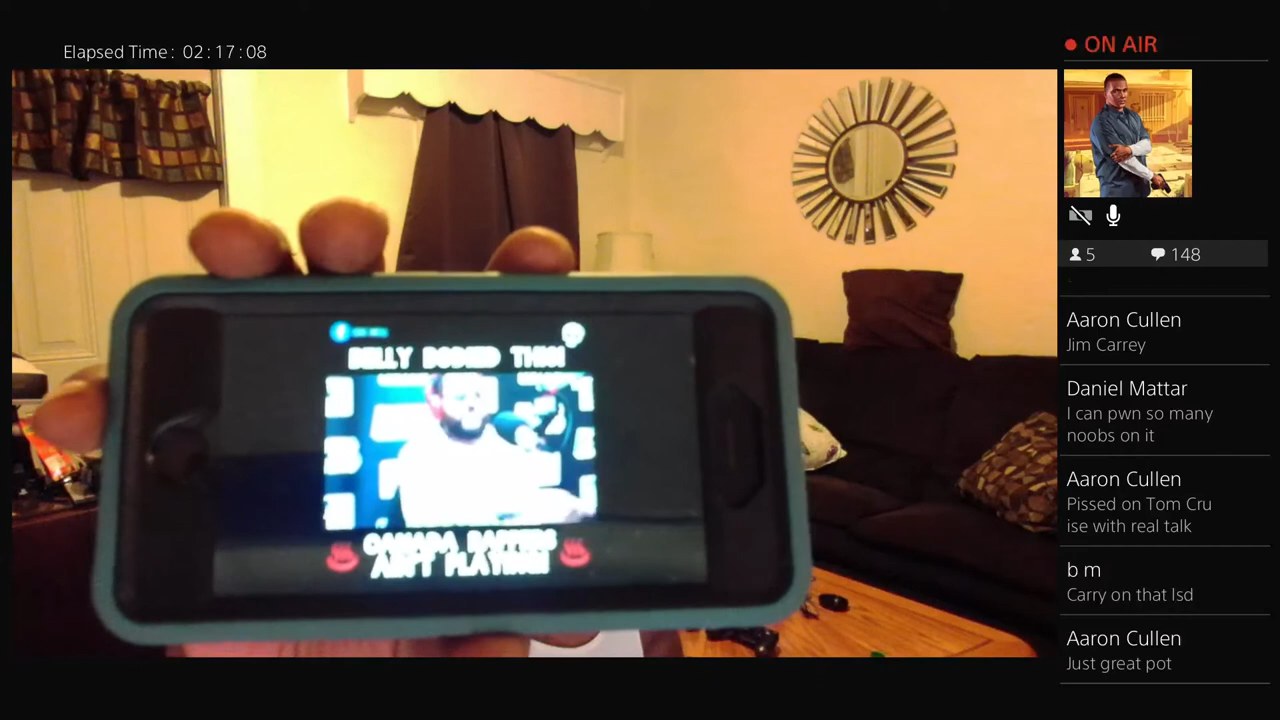 Elapsed Time: 02:17:08
ON AIR
5
148
BELLY BODIED THIS!
CANADA RAPPERS
AIN'T PLAYING!
Aaron Cullen
Jim Carrey
Daniel Mattar
I can pwn so many
noobs on it
Aaron Cullen
Pissed on Tom Cru
ise with real talk
b m
Carry on that lsd
Aaron Cullen
Just great pot